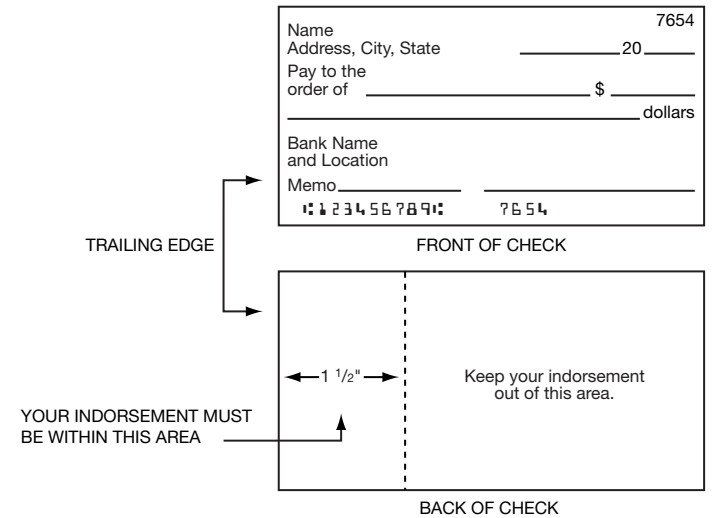 7654
Name
Address, City, State 20
Pay to the
order of $
dollars
Bank Name
and Location
Memo
⑆123456789⑆ 7654
TRAILING EDGE
FRONT OF CHECK
1 1/2"
Keep your indorsement
out of this area.
YOUR INDORSEMENT MUST
BE WITHIN THIS AREA
BACK OF CHECK